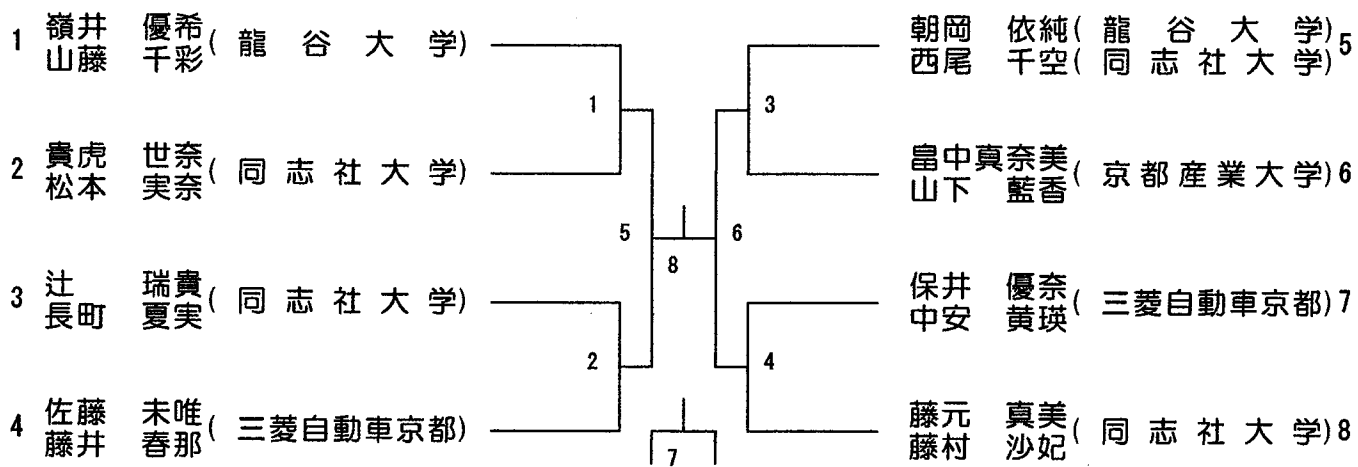 1 嶺井 優希 (龍谷大学)
山藤 千彩
2 貴虎 世奈 (同志社大学)
松本 実奈
3 辻 瑞貴 (同志社大学)
長町 夏実
4 佐藤 未唯 (三菱自動車京都)
藤井 春那
1
5
2
8
7
3
6
4
朝岡 依純 (龍谷大学) 5
西尾 千空 (同志社大学)
畠中真奈美 (京都産業大学) 6
山下 藍香
保井 優奈 (三菱自動車京都) 7
中安 黄瑛
藤元 真美 (同志社大学) 8
藤村 沙妃